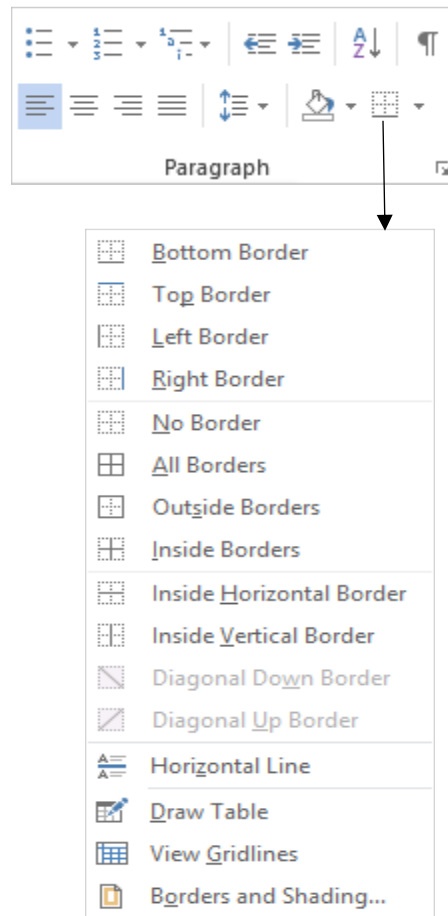 Paragraph
Bottom Border
Top Border
Left Border
Right Border
No Border
All Borders
Outside Borders
Inside Borders
Inside Horizontal Border
Inside Vertical Border
Diagonal Down Border
Diagonal Up Border
Horizontal Line
Draw Table
View Gridlines
Borders and Shading...